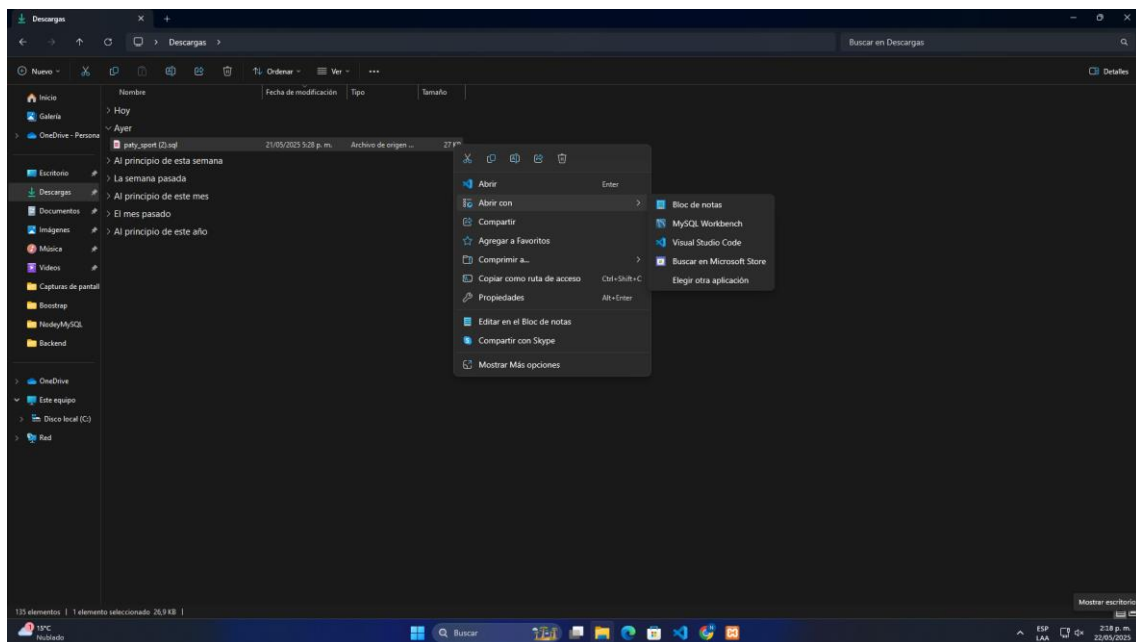 Descargas
Descargas
Buscar en Descargas
Nuevo
Ordenar
Ver
Detalles
Nombre
Fecha de modificación
Tipo
Tamaño
Inicio
Galería
OneDrive - Persona
Escritorio
Descargas
Documentos
Imágenes
Música
Videos
Capturas de pantall
Boostrap
NodeyMySQL
Backend
OneDrive
Este equipo
Disco local (C:)
Red
Hoy
Ayer
paty_sport (2).sql 21/05/2025 5:28 p. m. Archivo de origen ... 27 KB
Al principio de esta semana
La semana pasada
Al principio de este mes
El mes pasado
Al principio de este año
Abrir Enter
Abrir con
Compartir
Agregar a Favoritos
Comprimir a...
Copiar como ruta de acceso Ctrl+Shift+C
Propiedades Alt+Enter
Editar en el Bloc de notas
Compartir con Skype
Mostrar Más opciones
Bloc de notas
MySQL Workbench
Visual Studio Code
Buscar en Microsoft Store
Elegir otra aplicación
135 elementos
1 elemento seleccionado 26,9 KB
Mostrar escritorio
15°C
Nublado
Buscar
ESP
LAA
2:18 p. m.
22/05/2025